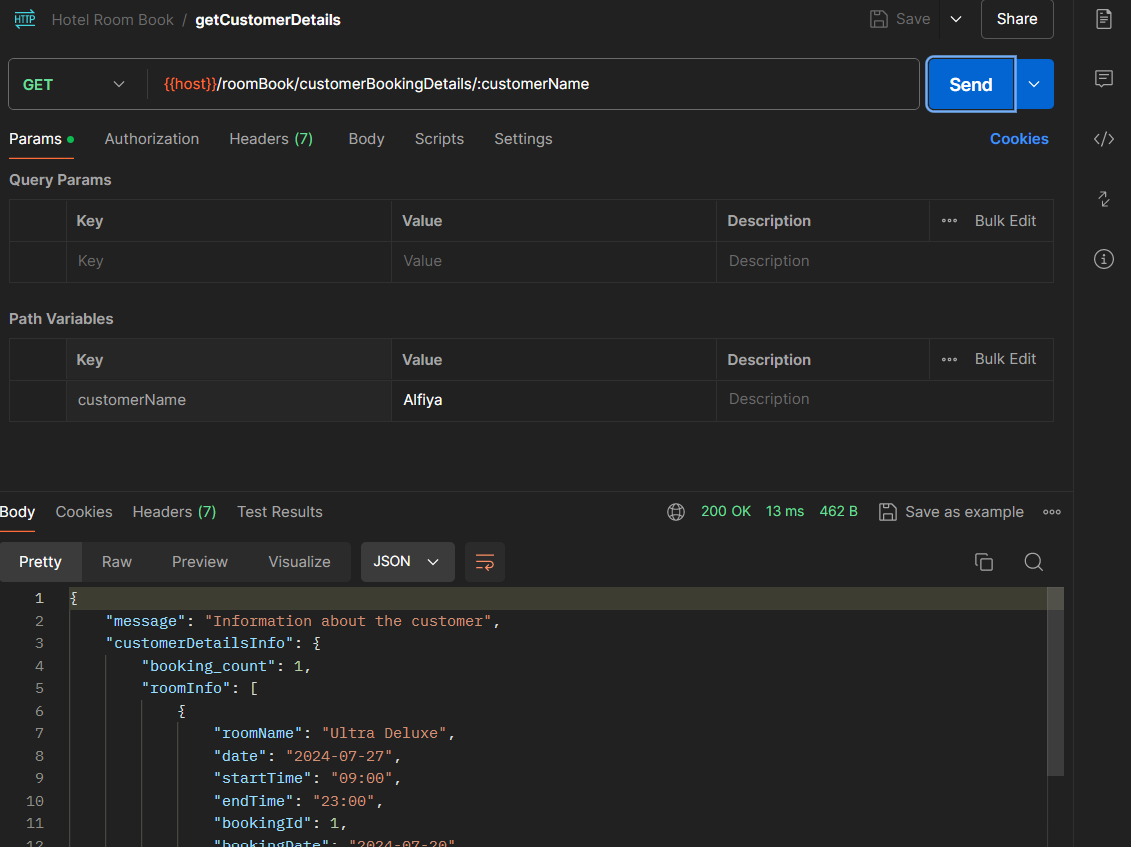 HTTP Hotel Room Book / getCustomerDetails Save Share
GET {{host}}/roomBook/customerBookingDetails/:customerName Send
Params Authorization Headers (7) Body Scripts Settings Cookies
Query Params
Key Value Description ••• Bulk Edit
Key Value Description
Path Variables
Key Value Description ••• Bulk Edit
customerName Alfiya Description
Body Cookies Headers (7) Test Results 200 OK 13 ms 462 B Save as example
Pretty Raw Preview Visualize JSON
1 {
2 "message": "Information about the customer",
3 "customerDetailsInfo": {
4 "booking_count": 1,
5 "roomInfo": [
6 {
7 "roomName": "Ultra Deluxe",
8 "date": "2024-07-27",
9 "startTime": "09:00",
10 "endTime": "23:00",
11 "bookingId": 1,
12 "bookingDate": "2024-07-20"